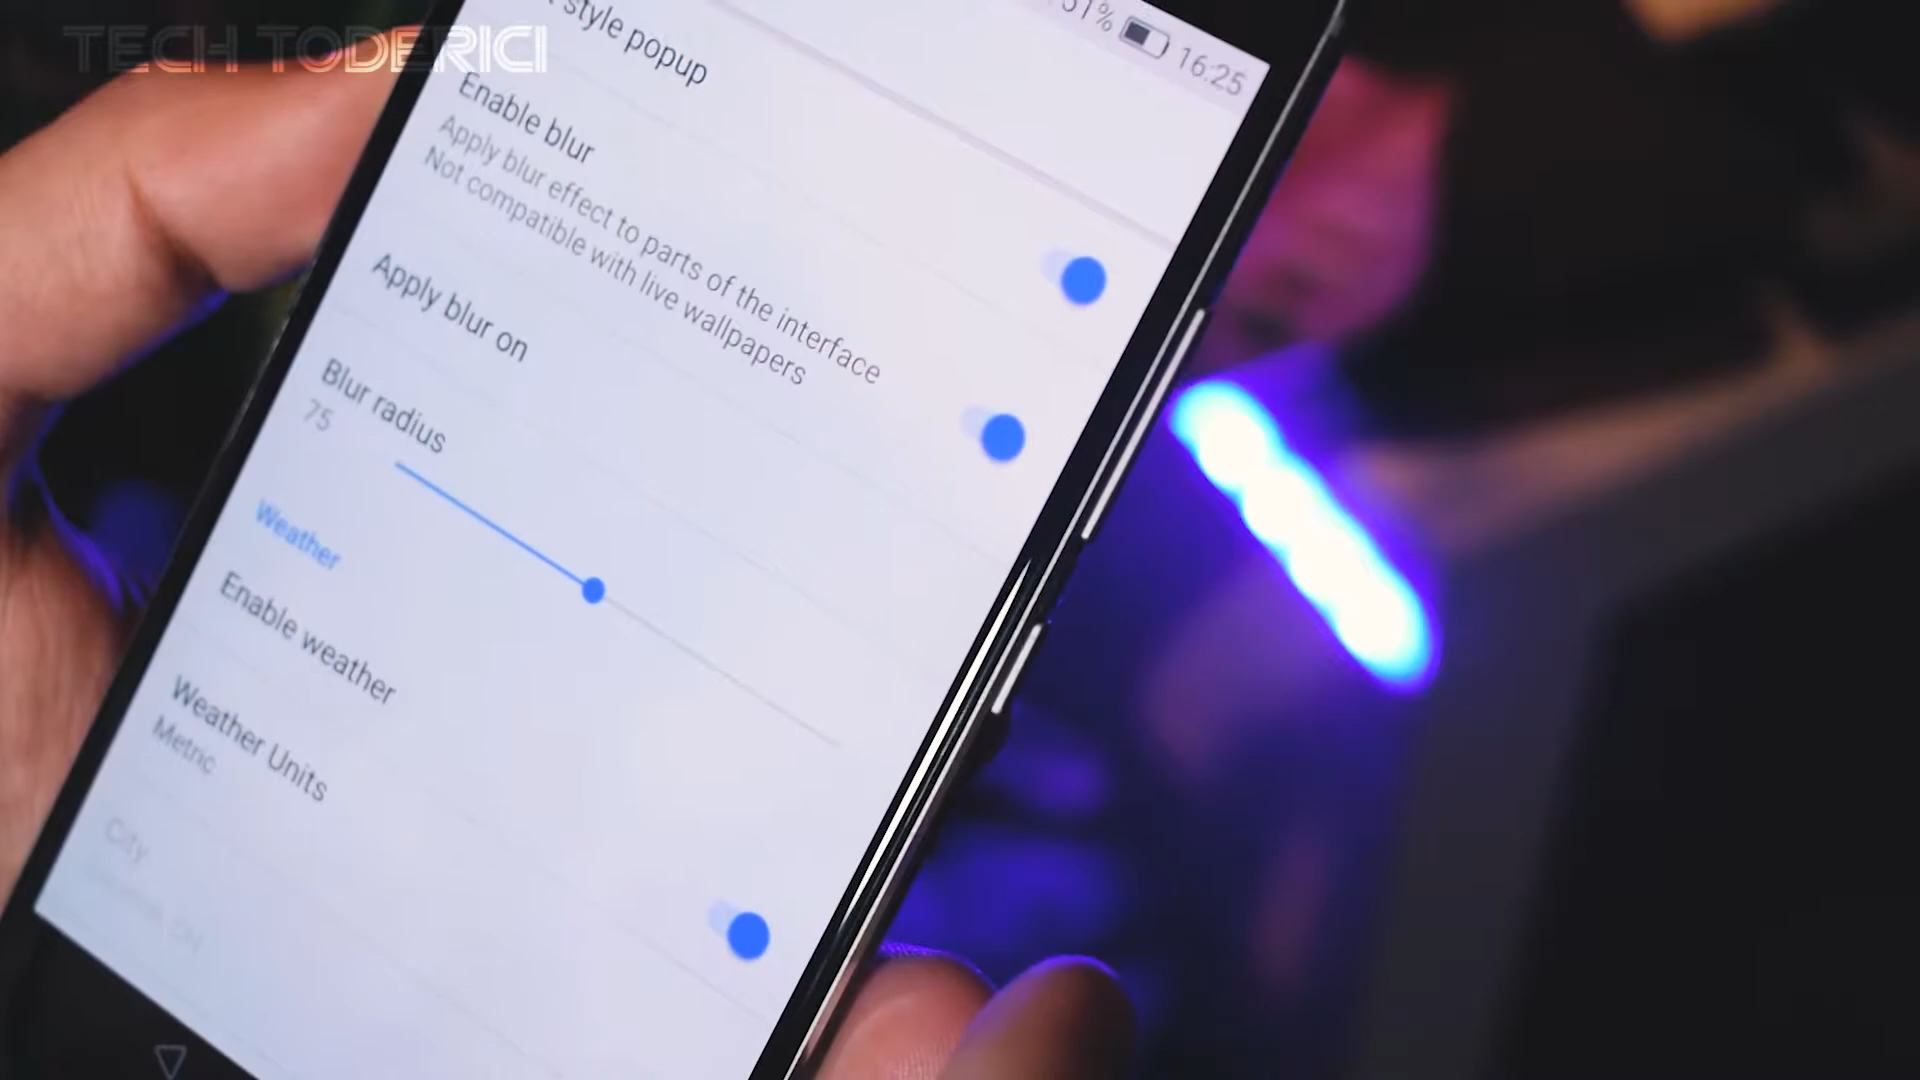 TECH TODERICI
51%
16:25
style popup
Enable blur
Apply blur effect to parts of the interface
Not compatible with live wallpapers
Apply blur on
Blur radius
75
Weather
Enable weather
Weather Units
Metric
City